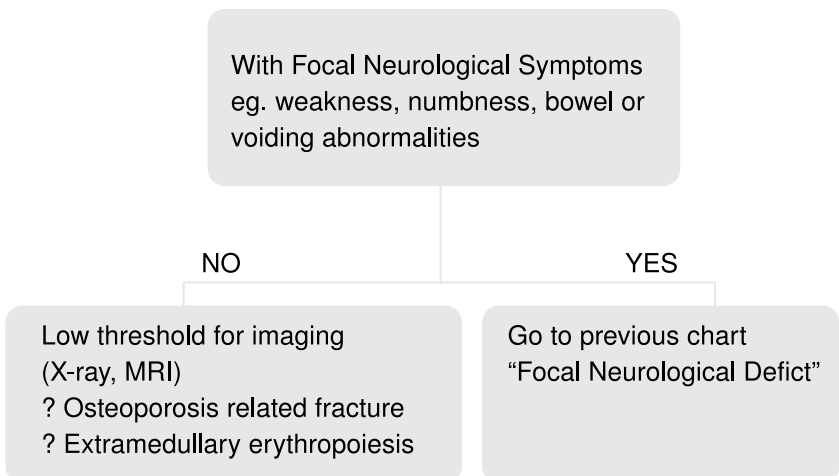 With Focal Neurological Symptoms
eg. weakness, numbness, bowel or
voiding abnormalities
NO
YES
Low threshold for imaging
(X-ray, MRI)
? Osteoporosis related fracture
? Extramedullary erythropoiesis
Go to previous chart
“Focal Neurological Defict”